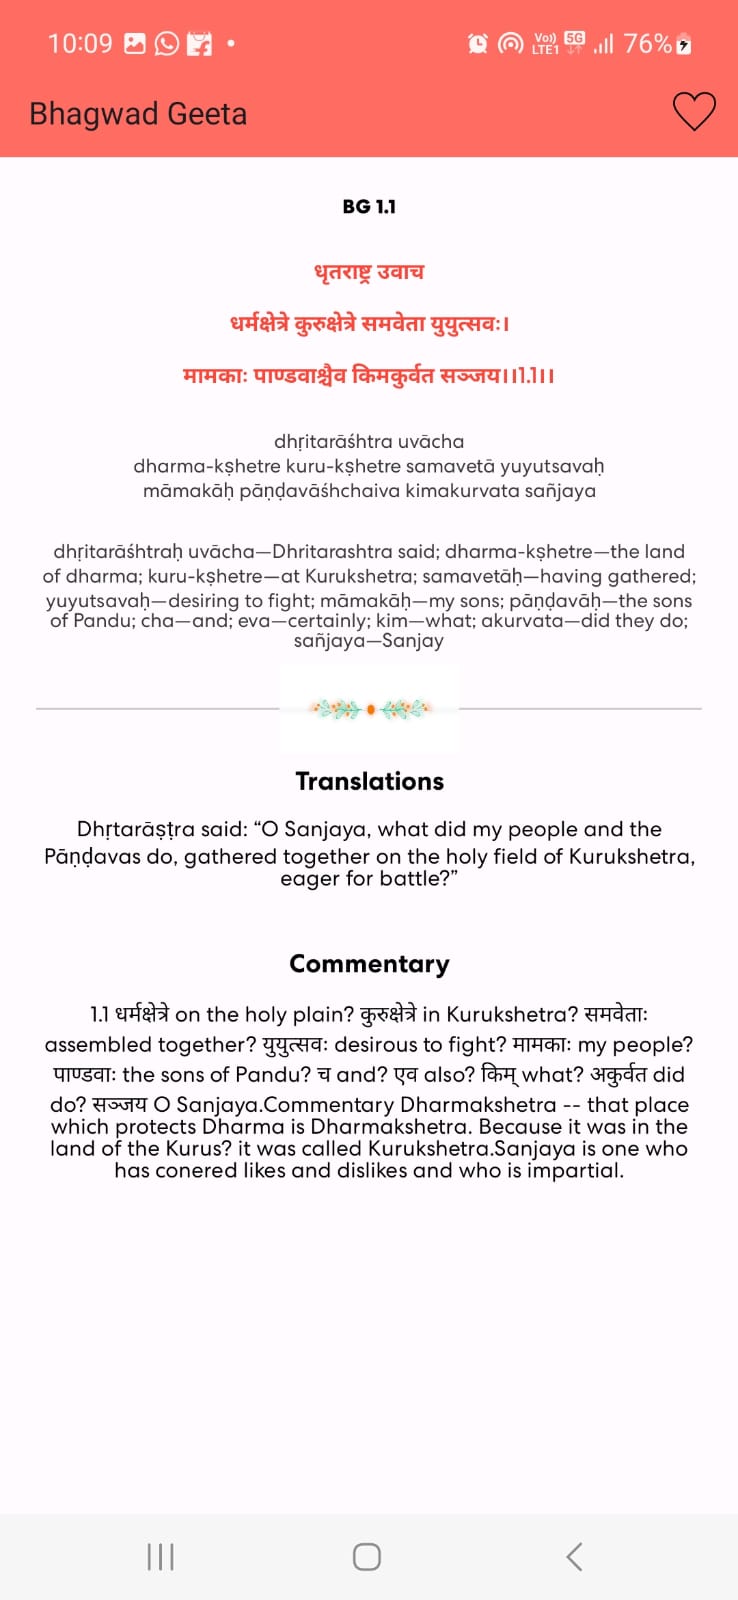 10:09
Vo)) LTE1 5G 76%
Bhagwad Geeta
BG 1.1
धृतराष्ट्र उवाच
धर्मक्षेत्रे कुरुक्षेत्रे समवेता युयुत्सवः।
मामकाः पाण्डवाश्चैव किमकुर्वत सञ्जय।।1.1।।
dhṛitarāśhtra uvācha
dharma-kṣhetre kuru-kṣhetre samavetā yuyutsavaḥ
māmakāḥ pāṇḍavāśhchaiva kimakurvata sañjaya
dhṛitarāśhtraḥ uvācha—Dhritarashtra said; dharma-kṣhetre—the land
of dharma; kuru-kṣhetre—at Kurukshetra; samavetāḥ—having gathered;
yuyutsavaḥ—desiring to fight; māmakāḥ—my sons; pāṇḍavāḥ—the sons
of Pandu; cha—and; eva—certainly; kim—what; akurvata—did they do;
sañjaya—Sanjay
Translations
Dhṛtarāṣṭra said: “O Sanjaya, what did my people and the
Pāṇḍavas do, gathered together on the holy field of Kurukshetra,
eager for battle?”
Commentary
1.1 धर्मक्षेत्रे on the holy plain? कुरुक्षेत्रे in Kurukshetra? समवेताः
assembled together? युयुत्सवः desirous to fight? मामकाः my people?
पाण्डवाः the sons of Pandu? च and? एव also? किम् what? अकुर्वत did
do? सञ्जय O Sanjaya.Commentary Dharmakshetra -- that place
which protects Dharma is Dharmakshetra. Because it was in the
land of the Kurus? it was called Kurukshetra.Sanjaya is one who
has conered likes and dislikes and who is impartial.